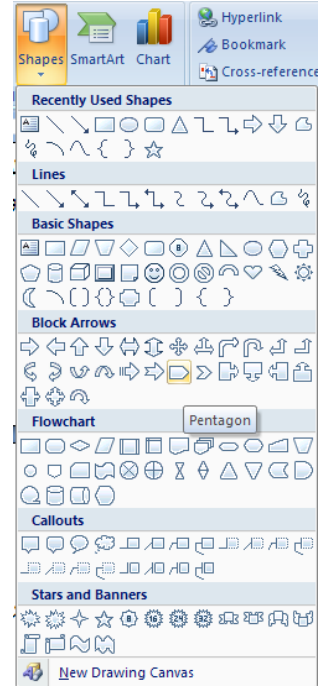 Hyperlink
Bookmark
Shapes SmartArt Chart
Cross-reference
Recently Used Shapes
Lines
Basic Shapes
Block Arrows
Pentagon
Flowchart
Callouts
Stars and Banners
New Drawing Canvas